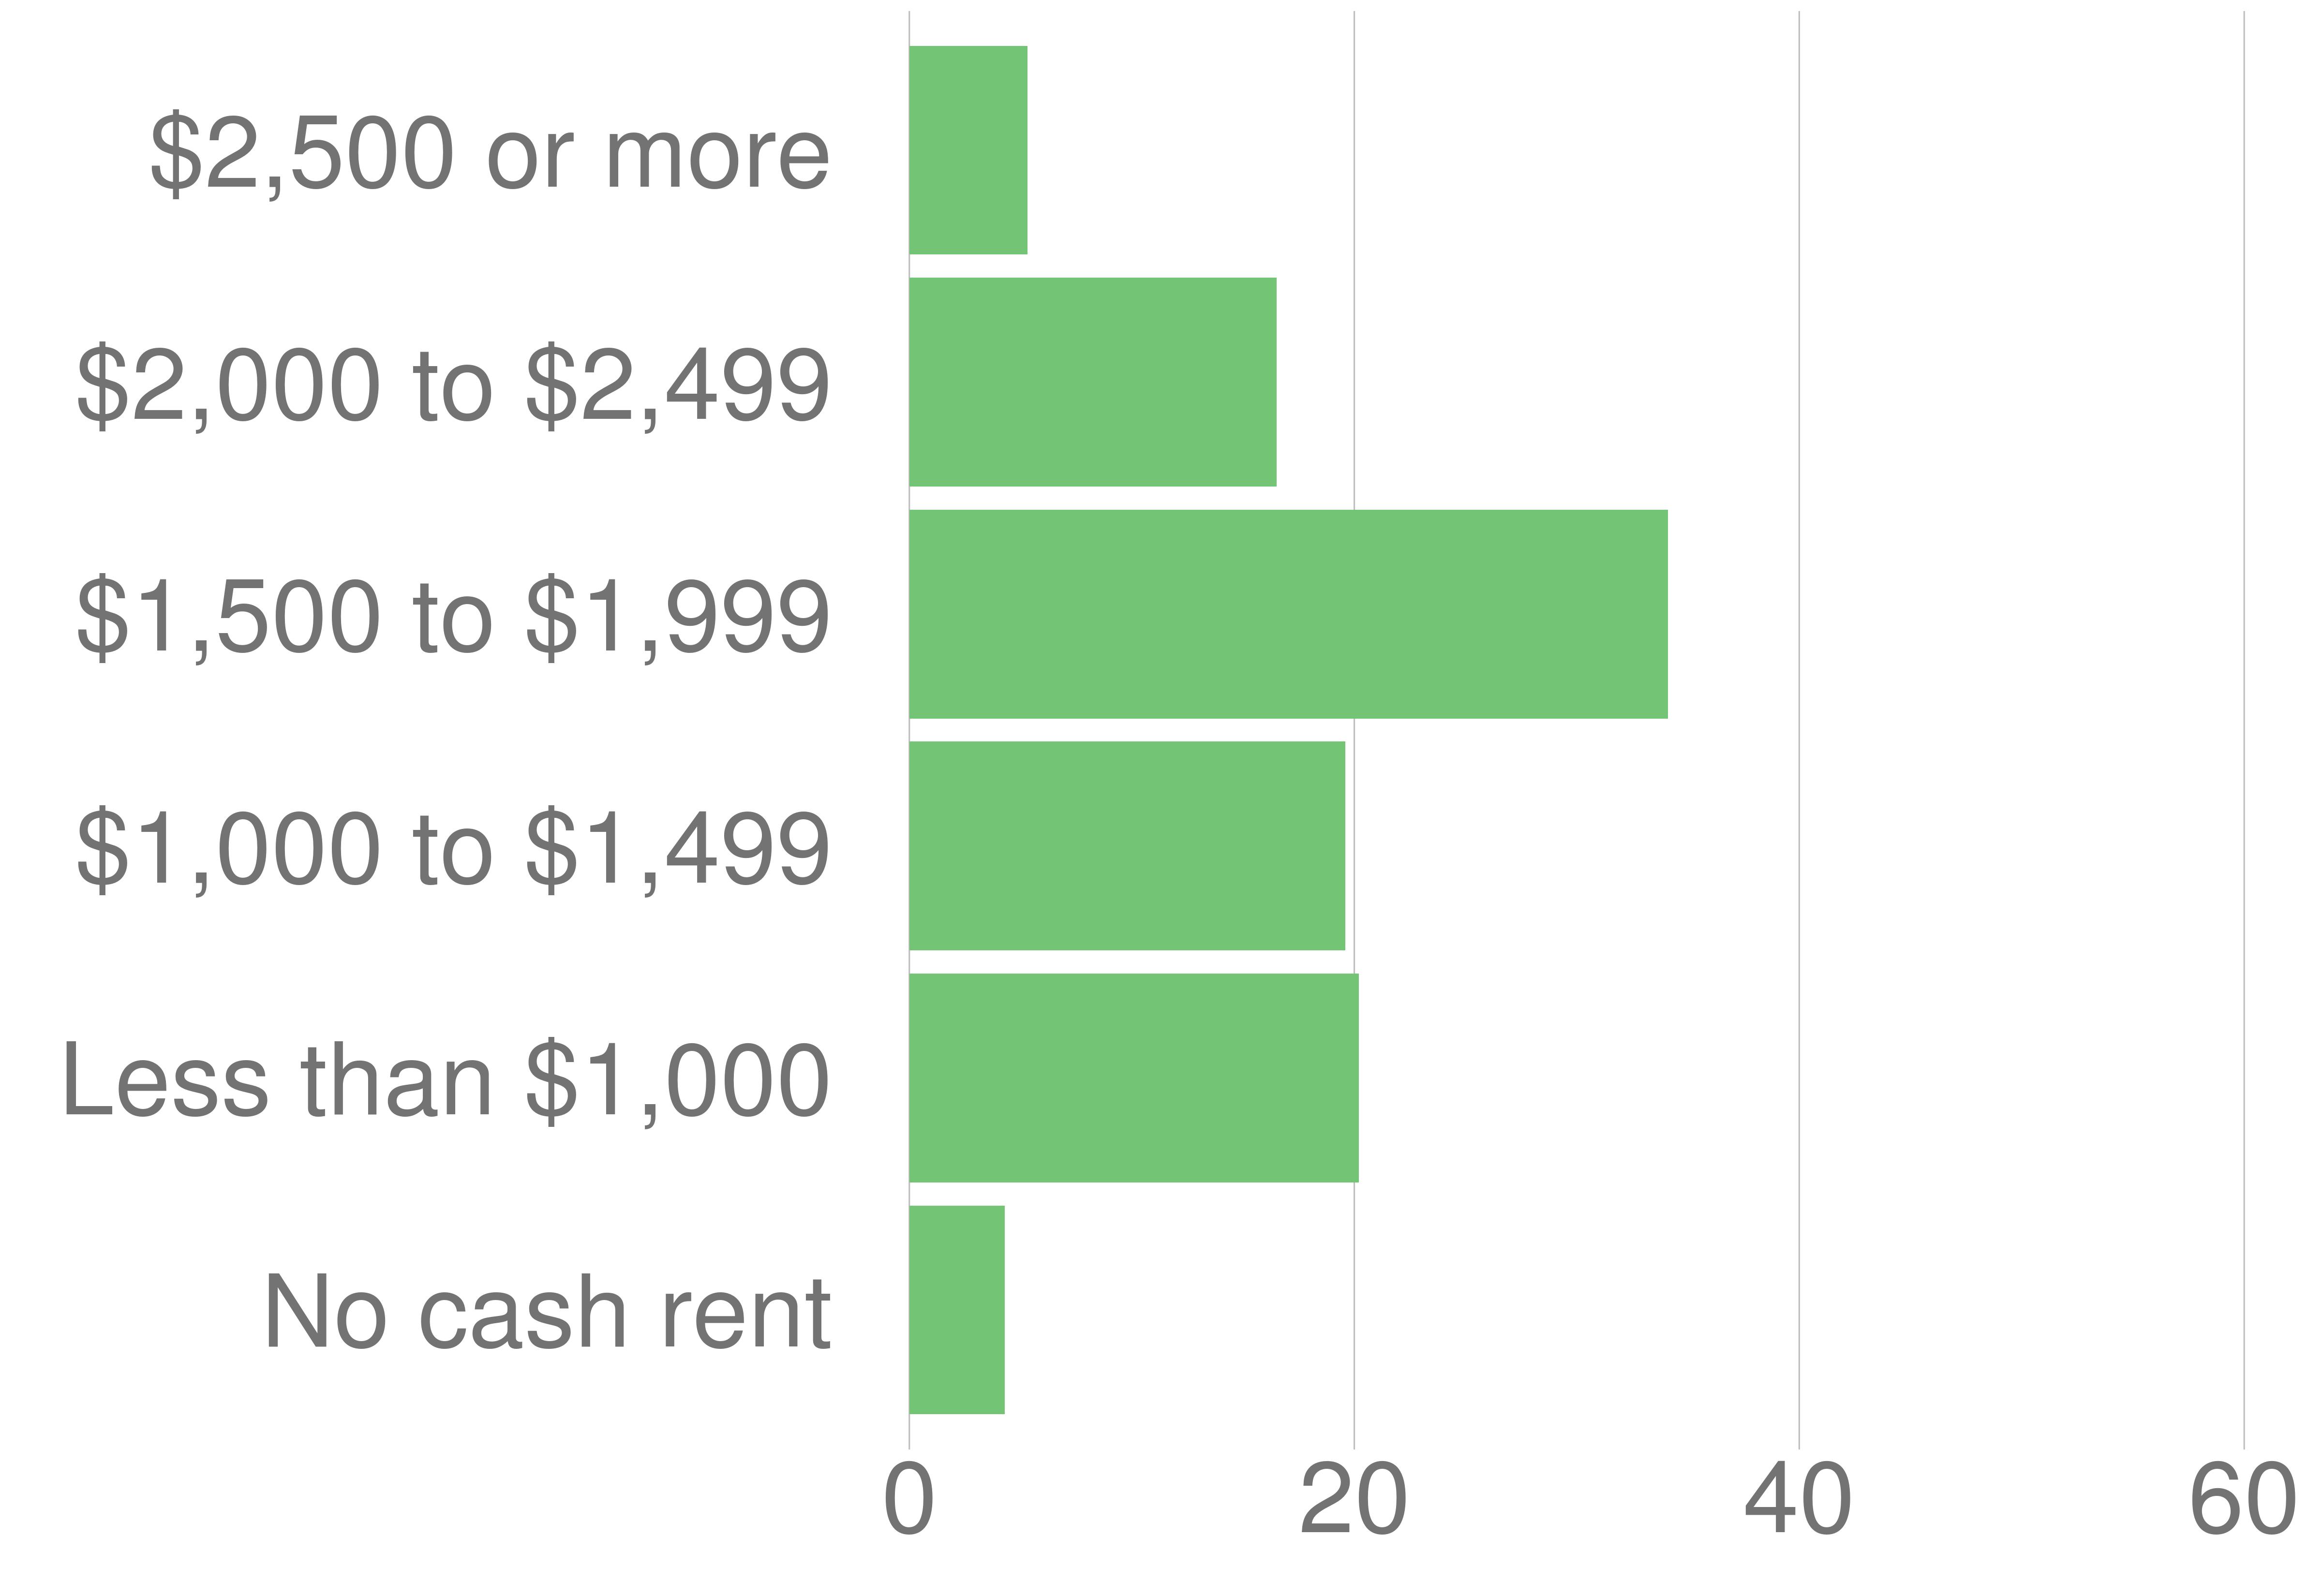 $2,500 or more
$2,000 to $2,499
$1,500 to $1,999
$1,000 to $1,499
Less than $1,000
No cash rent
0 20 40 60